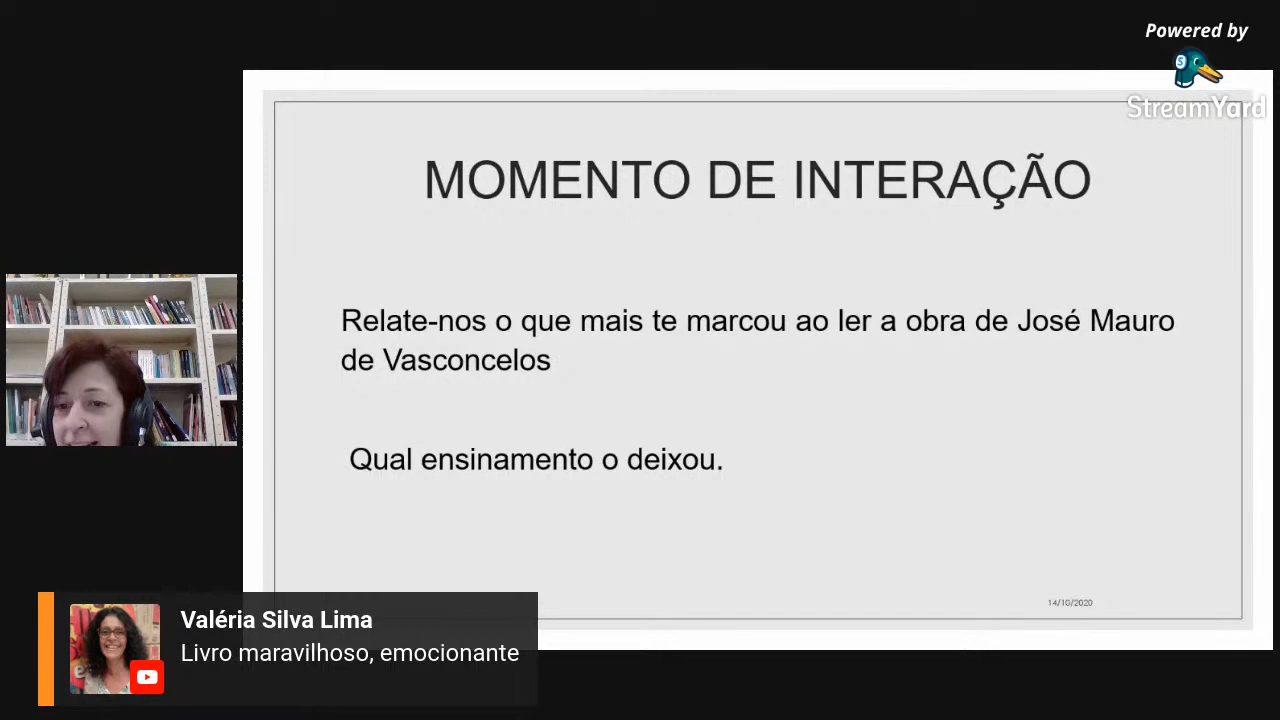 Powered by
StreamYard
MOMENTO DE INTERAÇÃO
Relate-nos o que mais te marcou ao ler a obra de José Mauro
de Vasconcelos
Qual ensinamento o deixou.
14/10/2020
Valéria Silva Lima
Livro maravilhoso, emocionante